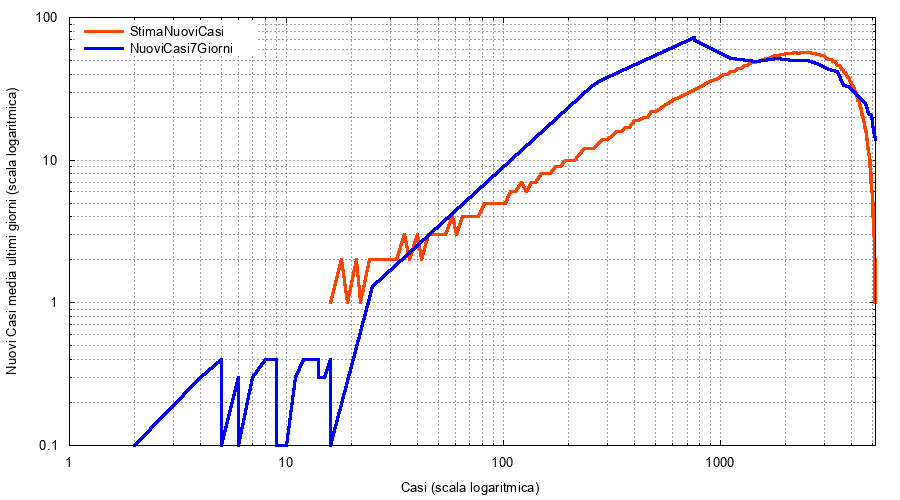 100
StimaNuoviCasi
NuoviCasi7Giorni
10
1
0.1
Nuovi Casi media ultimi giorni (scala logaritmica)
1
10
100
1000
Casi (scala logaritmica)